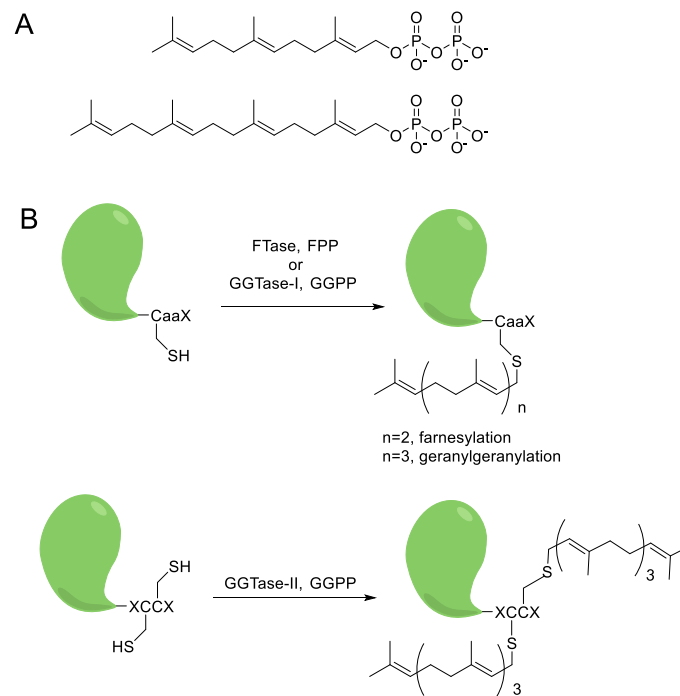 A
O O
O P O P O-
O- O-
O O
O P O P O-
O- O-
B
FTase, FPP
or
GGTase-I, GGPP
CaaX
SH
CaaX
S
n
n=2, farnesylation
n=3, geranylgeranylation
SH
GGTase-II, GGPP
XCCX
HS
S
3
XCCX
S
3